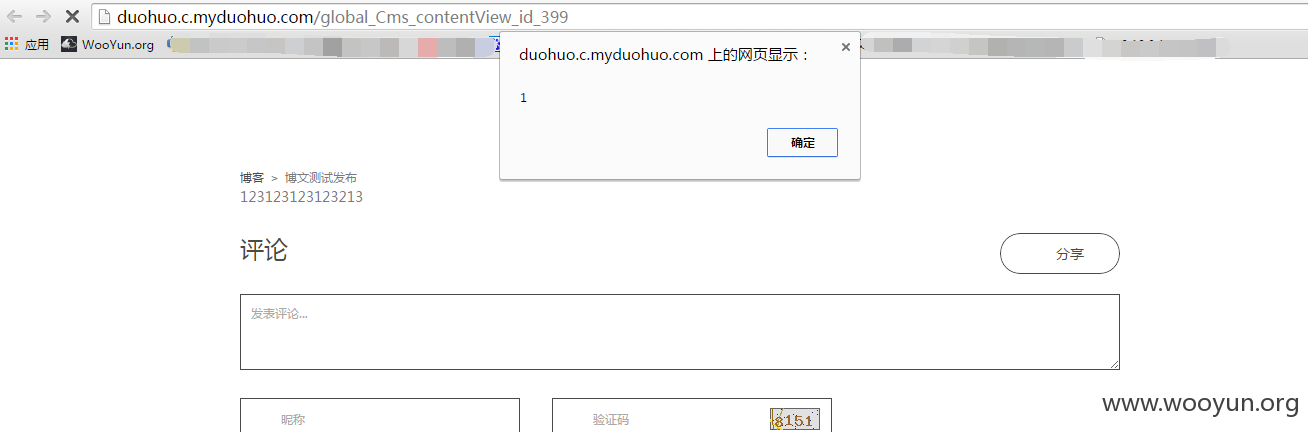 duohuo.c.myduohuo.com/global_Cms_contentView_id_399
应用 WooYun.org
duohuo.c.myduohuo.com 上的网页显示：
1
确定
博客 > 博文测试发布
123123123123213
评论
分享
发表评论...
昵称
验证码
8151
www.wooyun.org